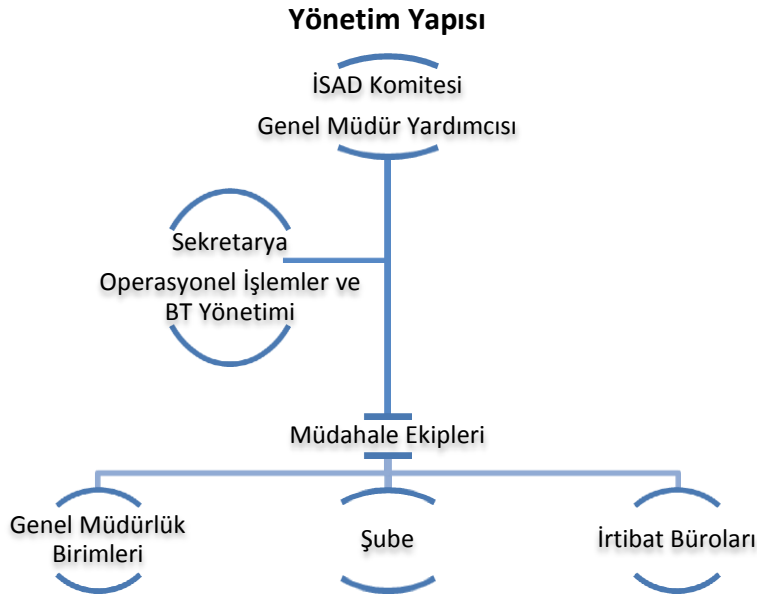 Yönetim Yapısı
İSAD Komitesi
Genel Müdür Yardımcısı
Sekretarya
Operasyonel İşlemler ve
BT Yönetimi
Müdahale Ekipleri
Genel Müdürlük
Birimleri
Şube
İrtibat Büroları